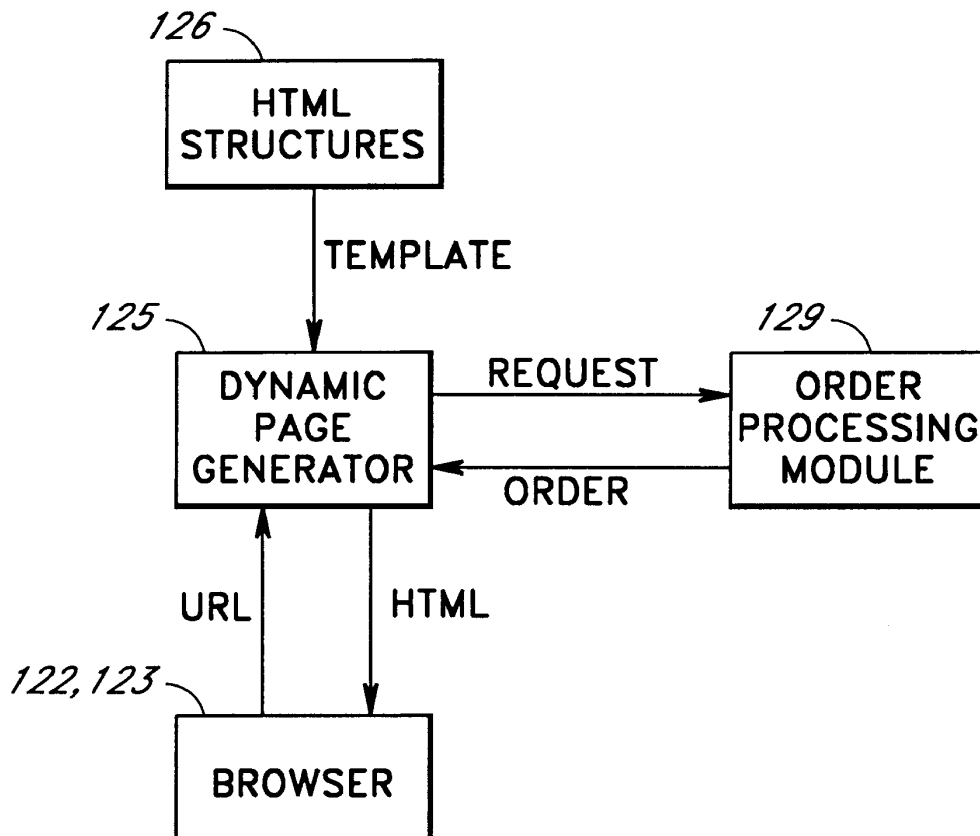 126
HTML
STRUCTURES
TEMPLATE
125
DYNAMIC
PAGE
GENERATOR
REQUEST
ORDER
129
ORDER
PROCESSING
MODULE
URL
HTML
122, 123
BROWSER